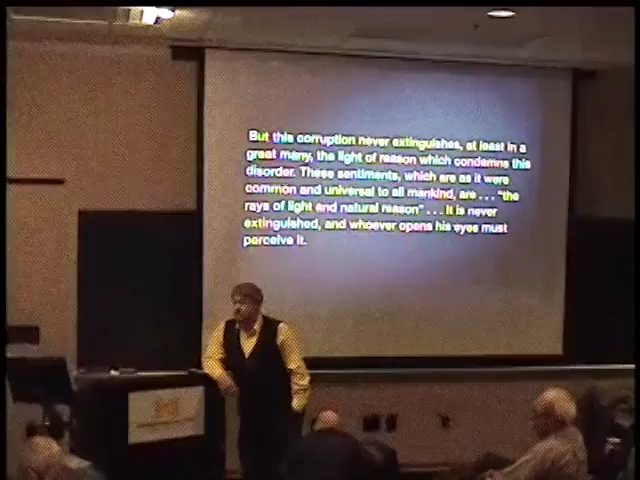 But this corruption never extinguishes, at least in a
great many, the light of reason which condemns this
disorder. These sentiments, which are as it were
common and universal to all mankind, are . . . "the
rays of light and natural reason" . . . It is never
extinguished, and whoever opens his eyes must
perceive it.